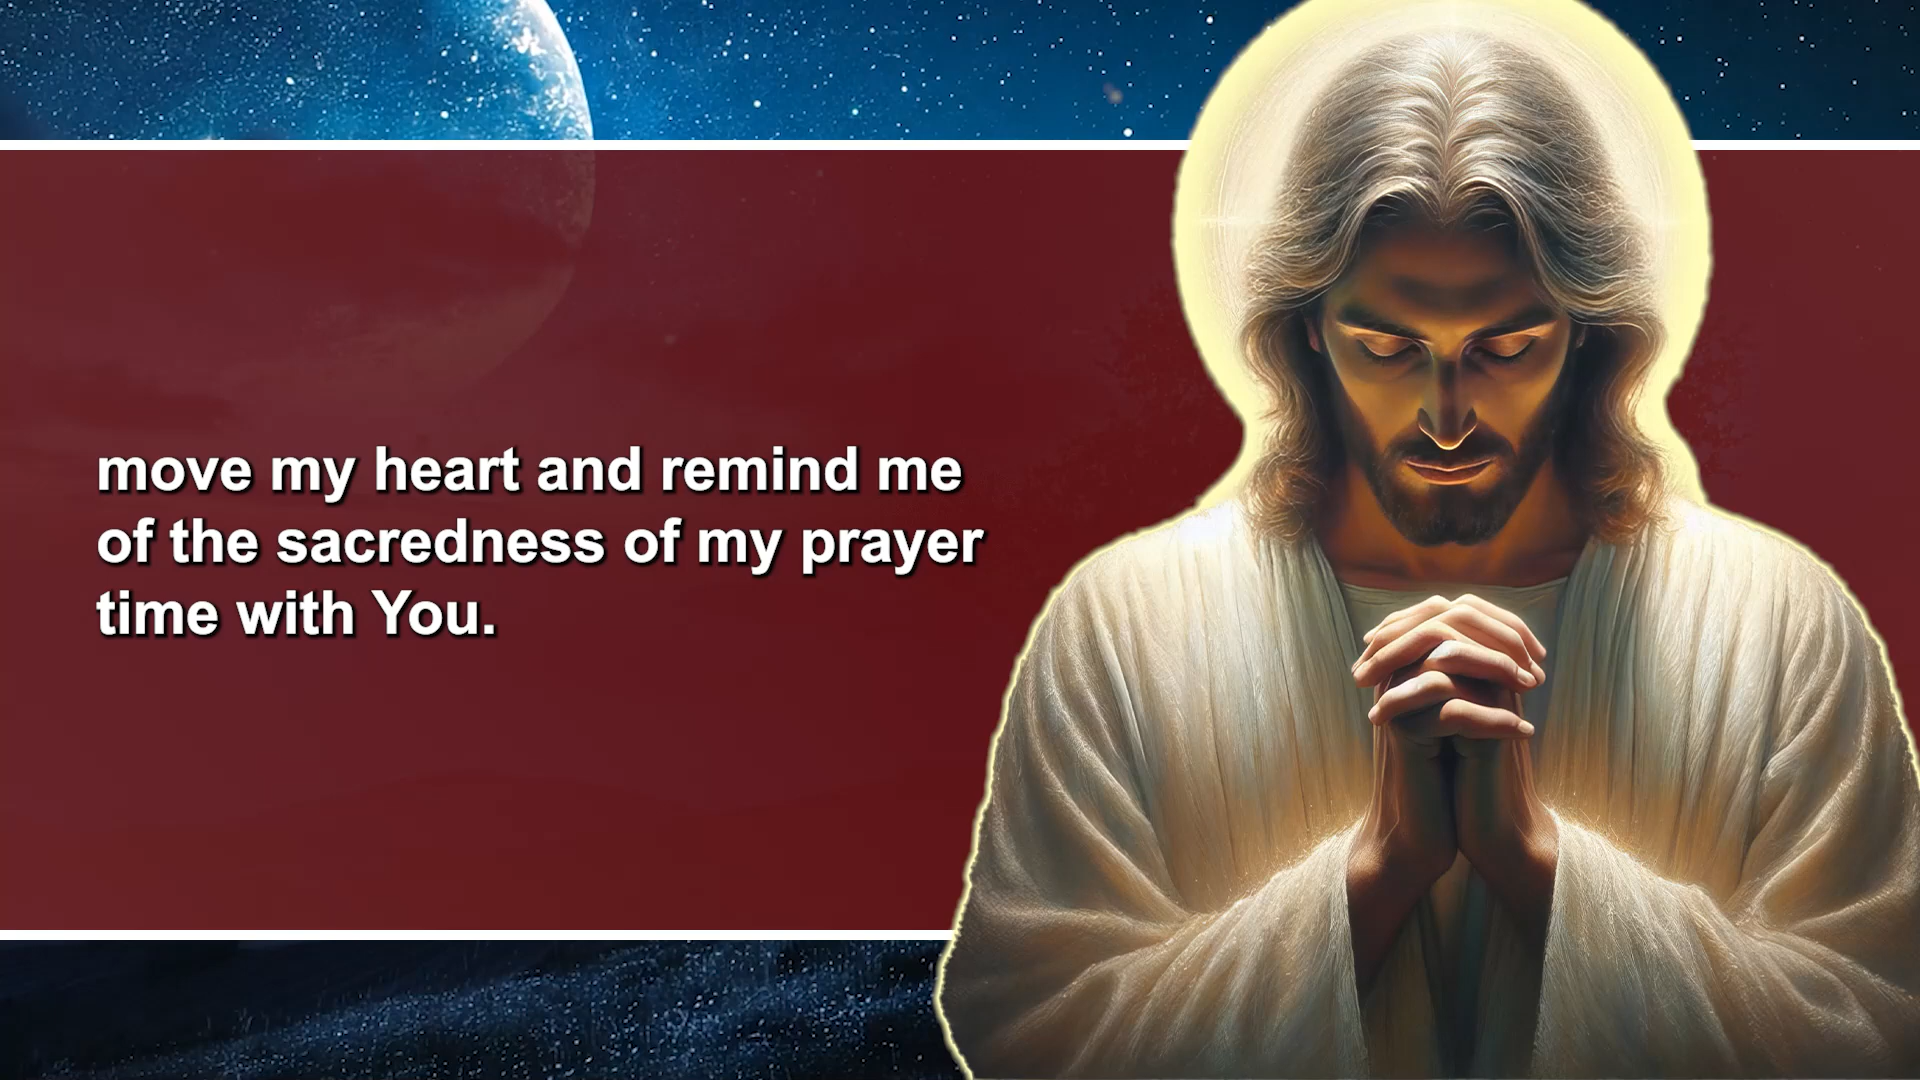 move my heart and remind me
of the sacredness of my prayer
time with You.